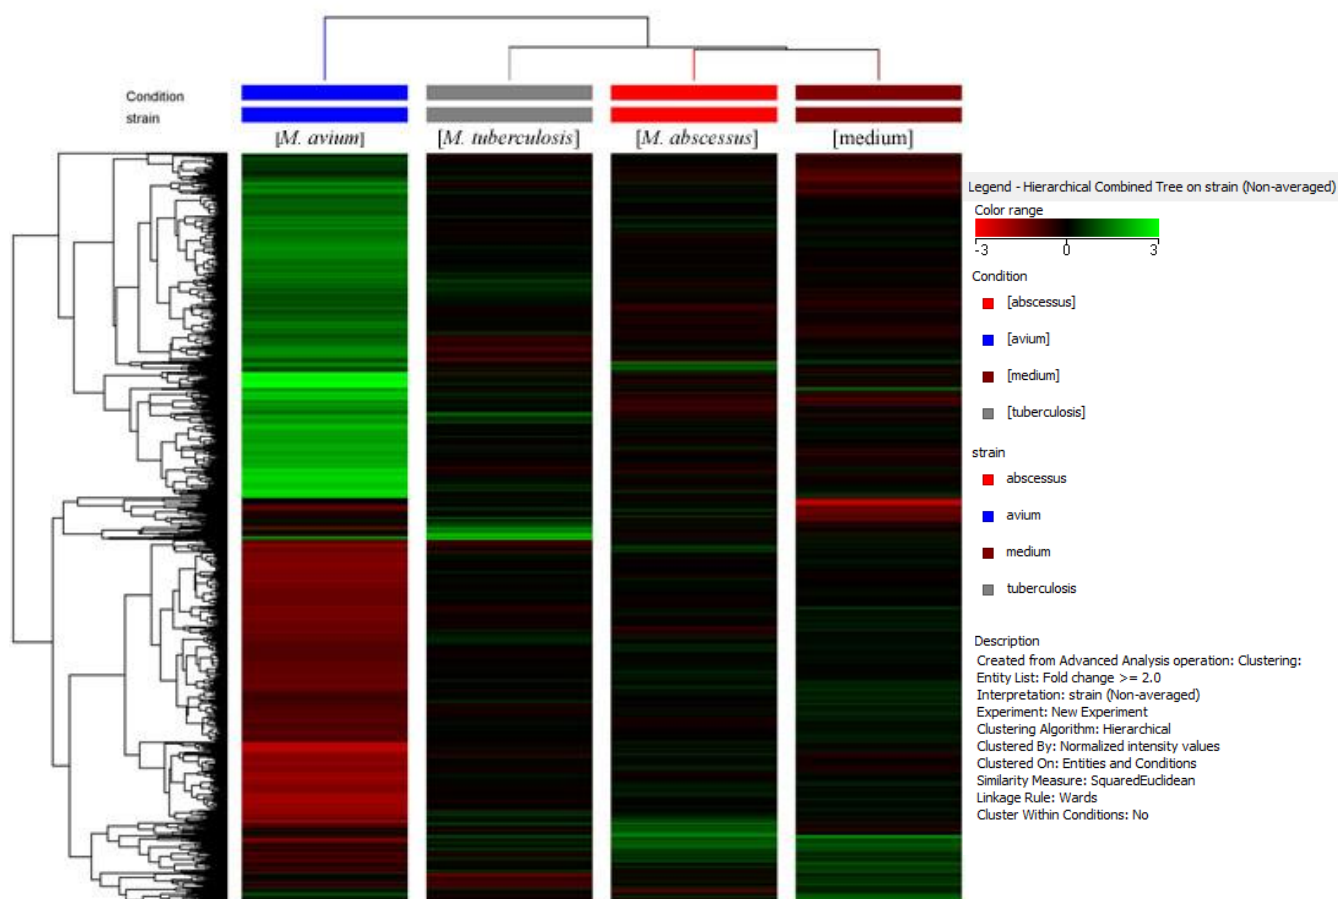 Condition
strain
[M. avium]
[M. tuberculosis]
[M. abscessus]
[medium]
Legend - Hierarchical Combined Tree on strain (Non-averaged)
Color range
-3 0 3
Condition
[abscessus]
[avium]
[medium]
[tuberculosis]
strain
abscessus
avium
medium
tuberculosis
Description
Created from Advanced Analysis operation: Clustering:
Entity List: Fold change >= 2.0
Interpretation: strain (Non-averaged)
Experiment: New Experiment
Clustering Algorithm: Hierarchical
Clustered By: Normalized intensity values
Clustered On: Entities and Conditions
Similarity Measure: SquaredEuclidean
Linkage Rule: Wards
Cluster Within Conditions: No